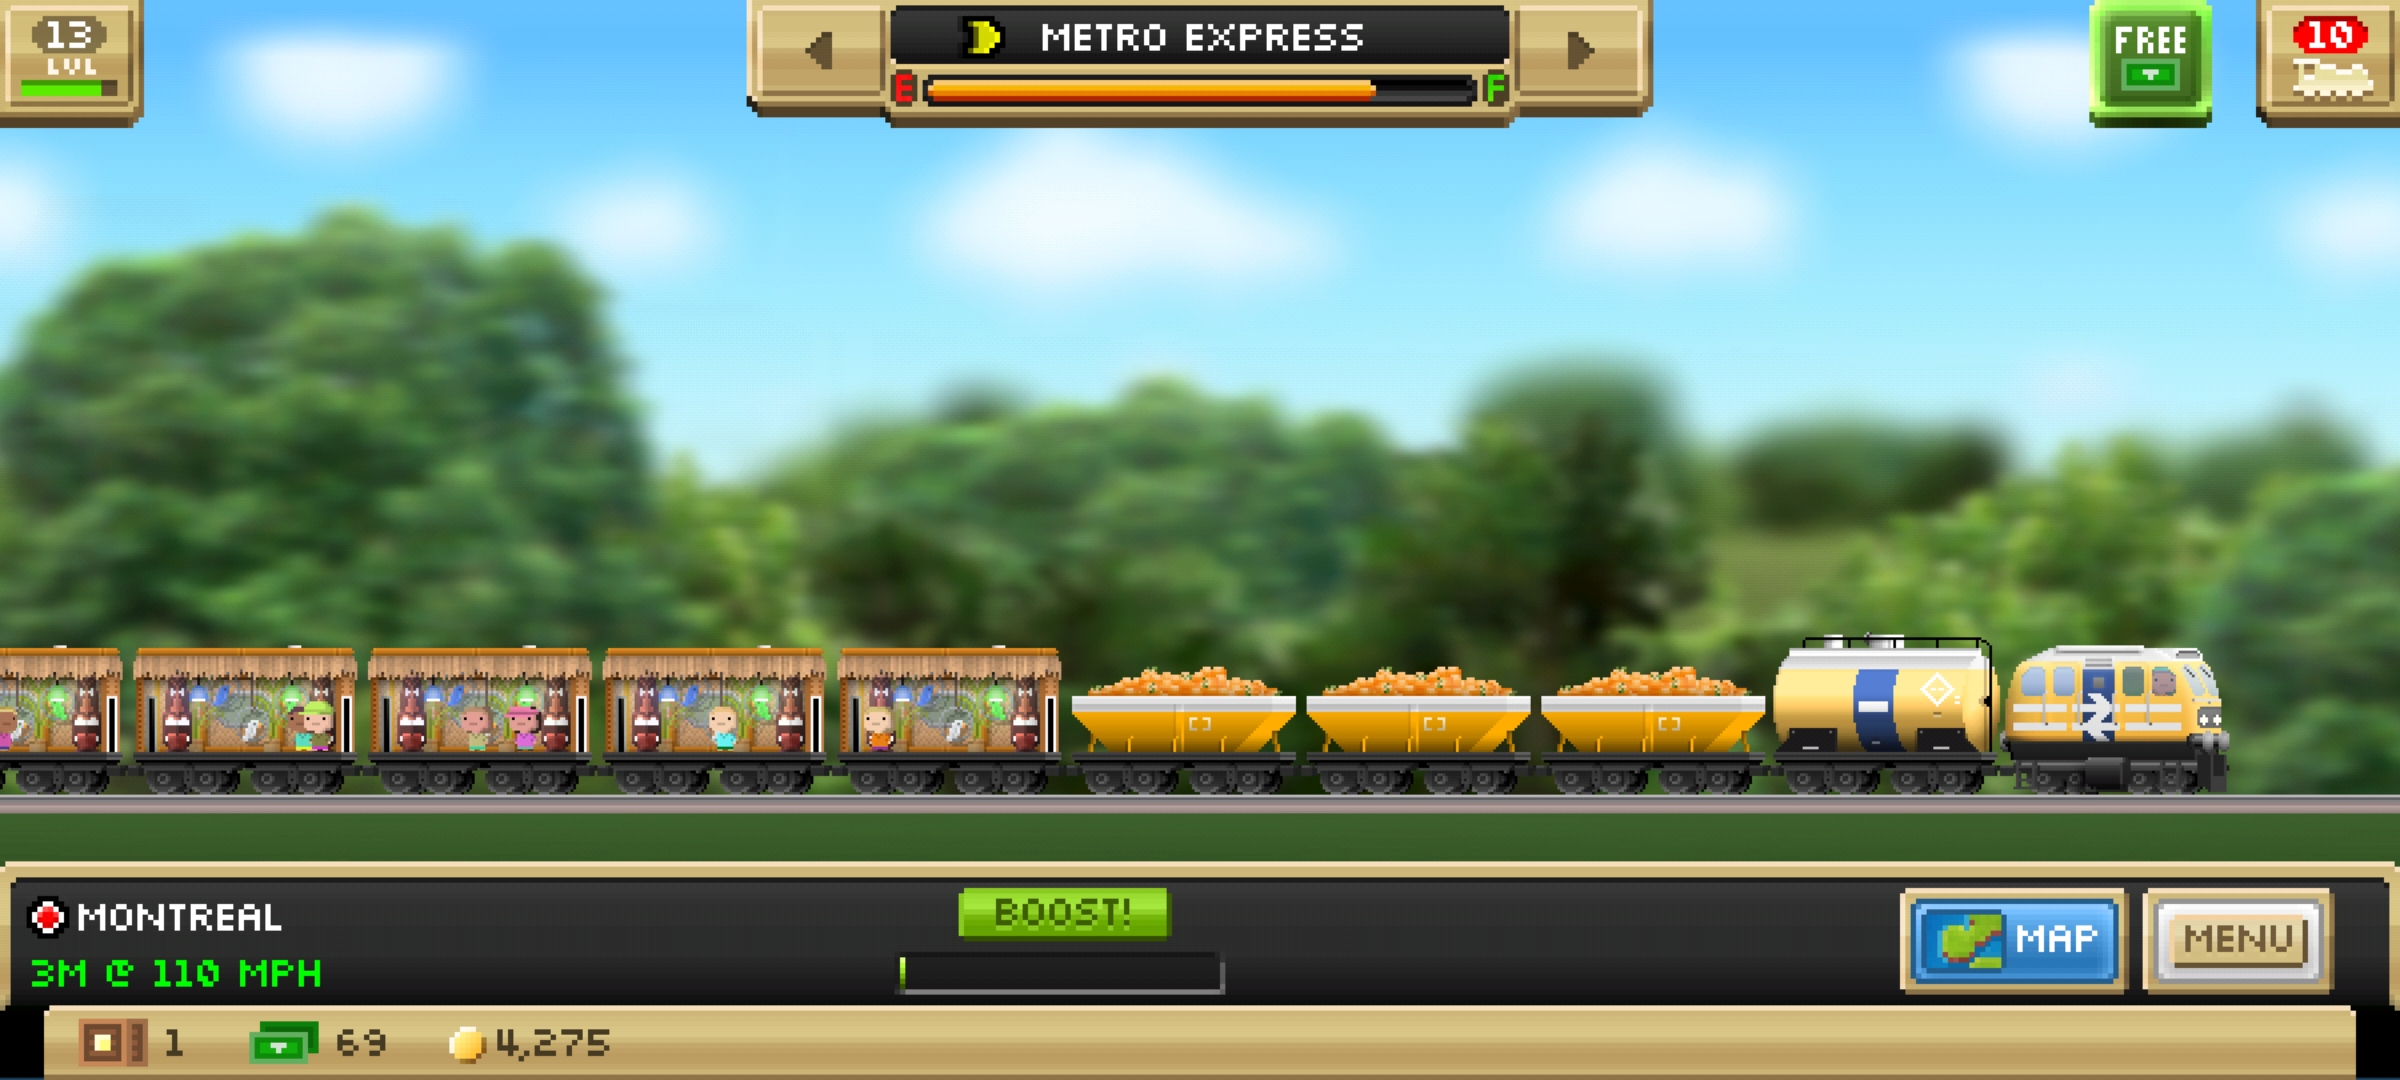 13
LVL
METRO EXPRESS
E F
FREE
10
MONTREAL
3M @ 110 MPH
BOOST!
MAP
MENU
1 69 4,275